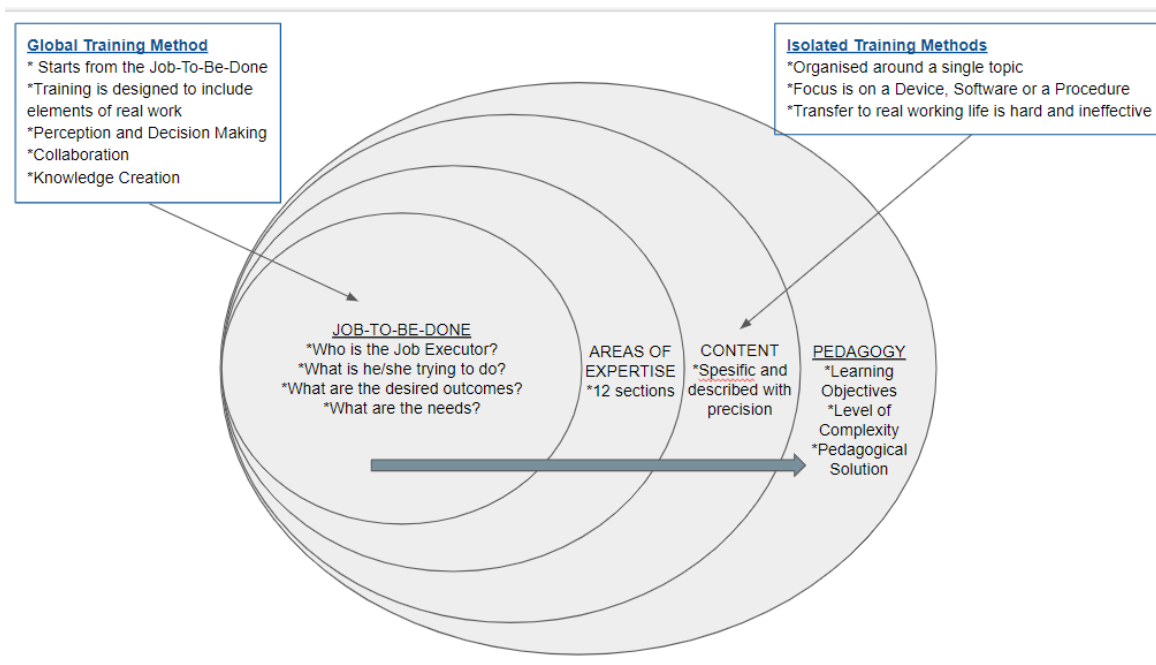 Global Training Method
* Starts from the Job-To-Be-Done
*Training is designed to include
elements of real work
*Perception and Decision Making
*Collaboration
*Knowledge Creation
Isolated Training Methods
*Organised around a single topic
*Focus is on a Device, Software or a Procedure
*Transfer to real working life is hard and ineffective
JOB-TO-BE-DONE
*Who is the Job Executor?
*What is he/she trying to do?
*What are the desired outcomes?
*What are the needs?
AREAS OF
EXPERTISE
*12 sections
CONTENT
*Spesific and
described with
precision
PEDAGOGY
*Learning
Objectives
*Level of
Complexity
*Pedagogical
Solution